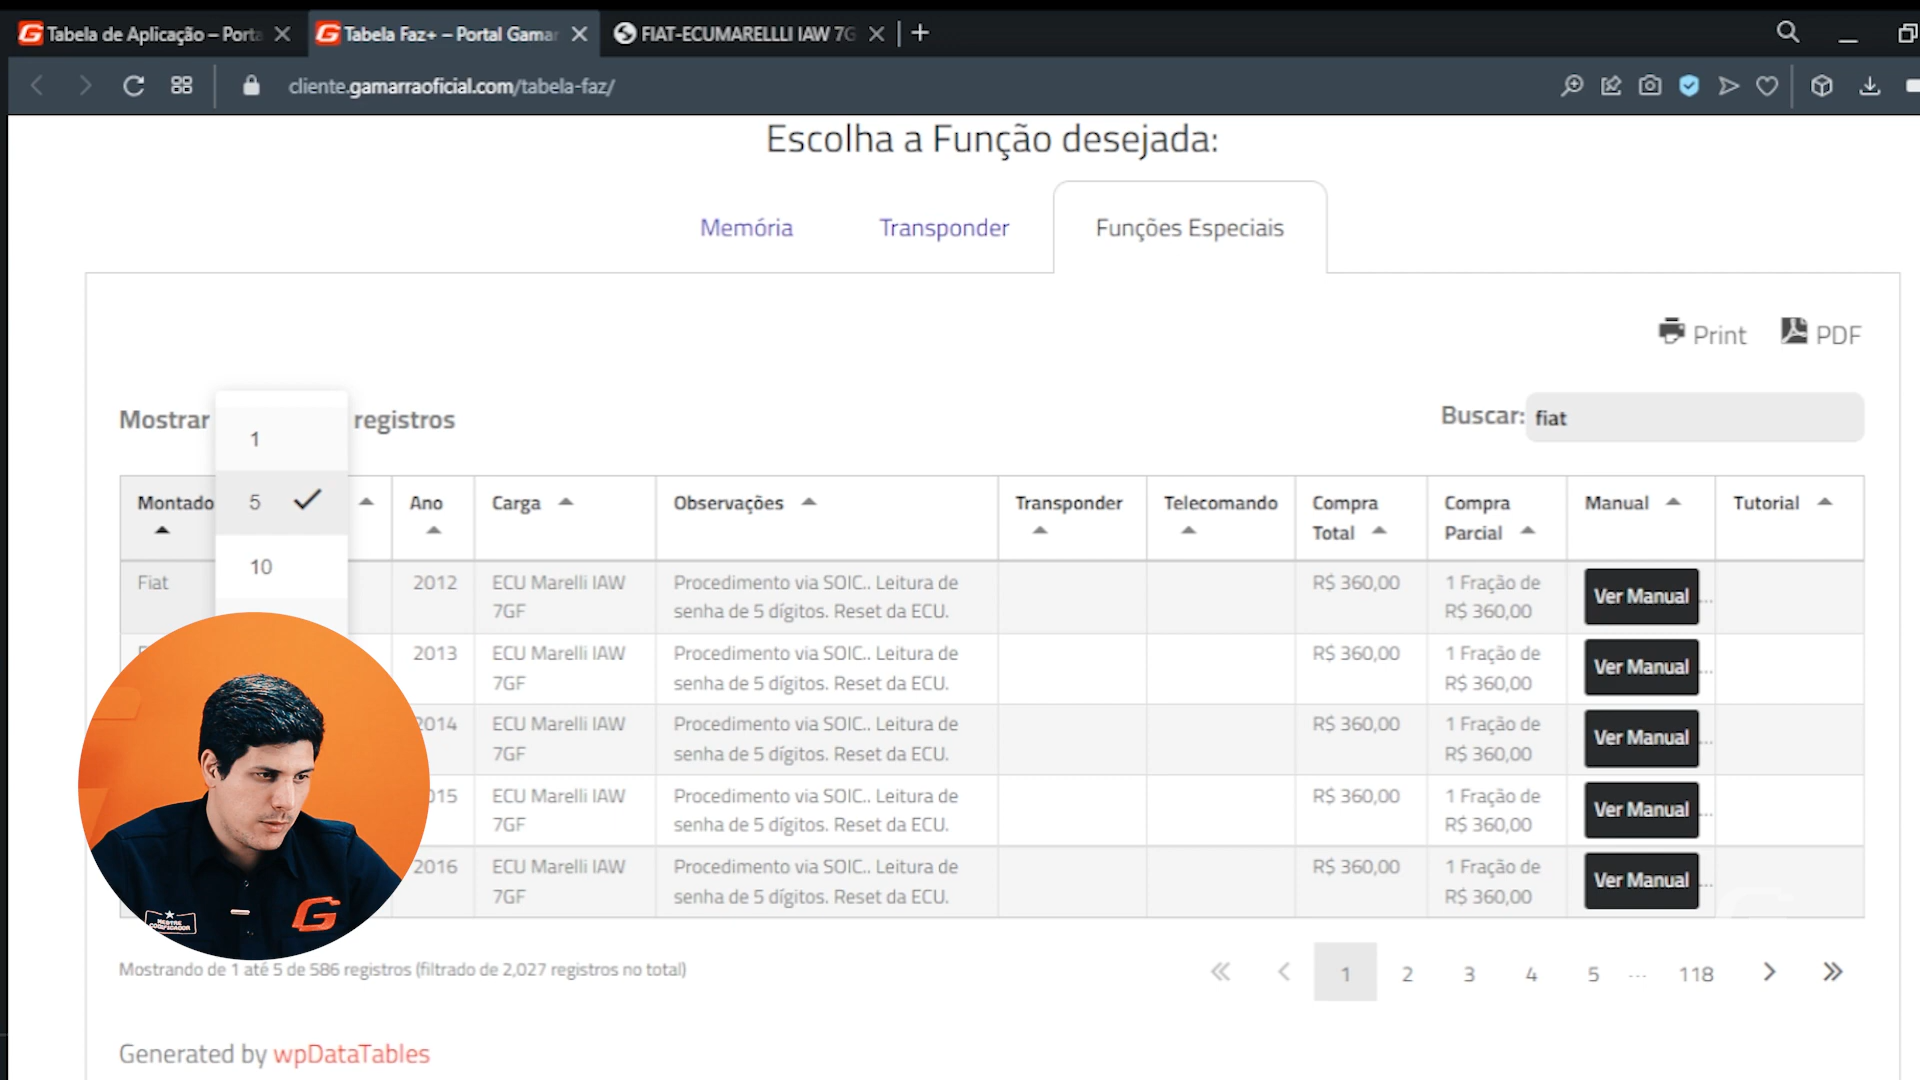 Tabela de Aplicação – Porta
Tabela Faz+ – Portal Gamar
FIAT-ECUMARELLLI IAW 7G
cliente.gamarraoficial.com/tabela-faz/
Escolha a Função desejada:
Memória
Transponder
Funções Especiais
Print
PDF
Mostrar
registros
1
5
10
Buscar: fiat
Montado
Ano
Carga
Observações
Transponder
Telecomando
Compra Total
Compra Parcial
Manual
Tutorial
Fiat
2012
ECU Marelli IAW 7GF
Procedimento via SOIC.. Leitura de
senha de 5 dígitos. Reset da ECU.
R$ 360,00
1 Fração de
R$ 360,00
Ver Manual
2013
ECU Marelli IAW 7GF
Procedimento via SOIC.. Leitura de
senha de 5 dígitos. Reset da ECU.
R$ 360,00
1 Fração de
R$ 360,00
Ver Manual
2014
ECU Marelli IAW 7GF
Procedimento via SOIC.. Leitura de
senha de 5 dígitos. Reset da ECU.
R$ 360,00
1 Fração de
R$ 360,00
Ver Manual
015
ECU Marelli IAW 7GF
Procedimento via SOIC.. Leitura de
senha de 5 dígitos. Reset da ECU.
R$ 360,00
1 Fração de
R$ 360,00
Ver Manual
2016
ECU Marelli IAW 7GF
Procedimento via SOIC.. Leitura de
senha de 5 dígitos. Reset da ECU.
R$ 360,00
1 Fração de
R$ 360,00
Ver Manual
MESTRE
CODIFICADOR
G
Mostrando de 1 até 5 de 586 registros (filtrado de 2,027 registros no total)
« ‹ 1 2 3 4 5 ... 118 › »
Generated by wpDataTables